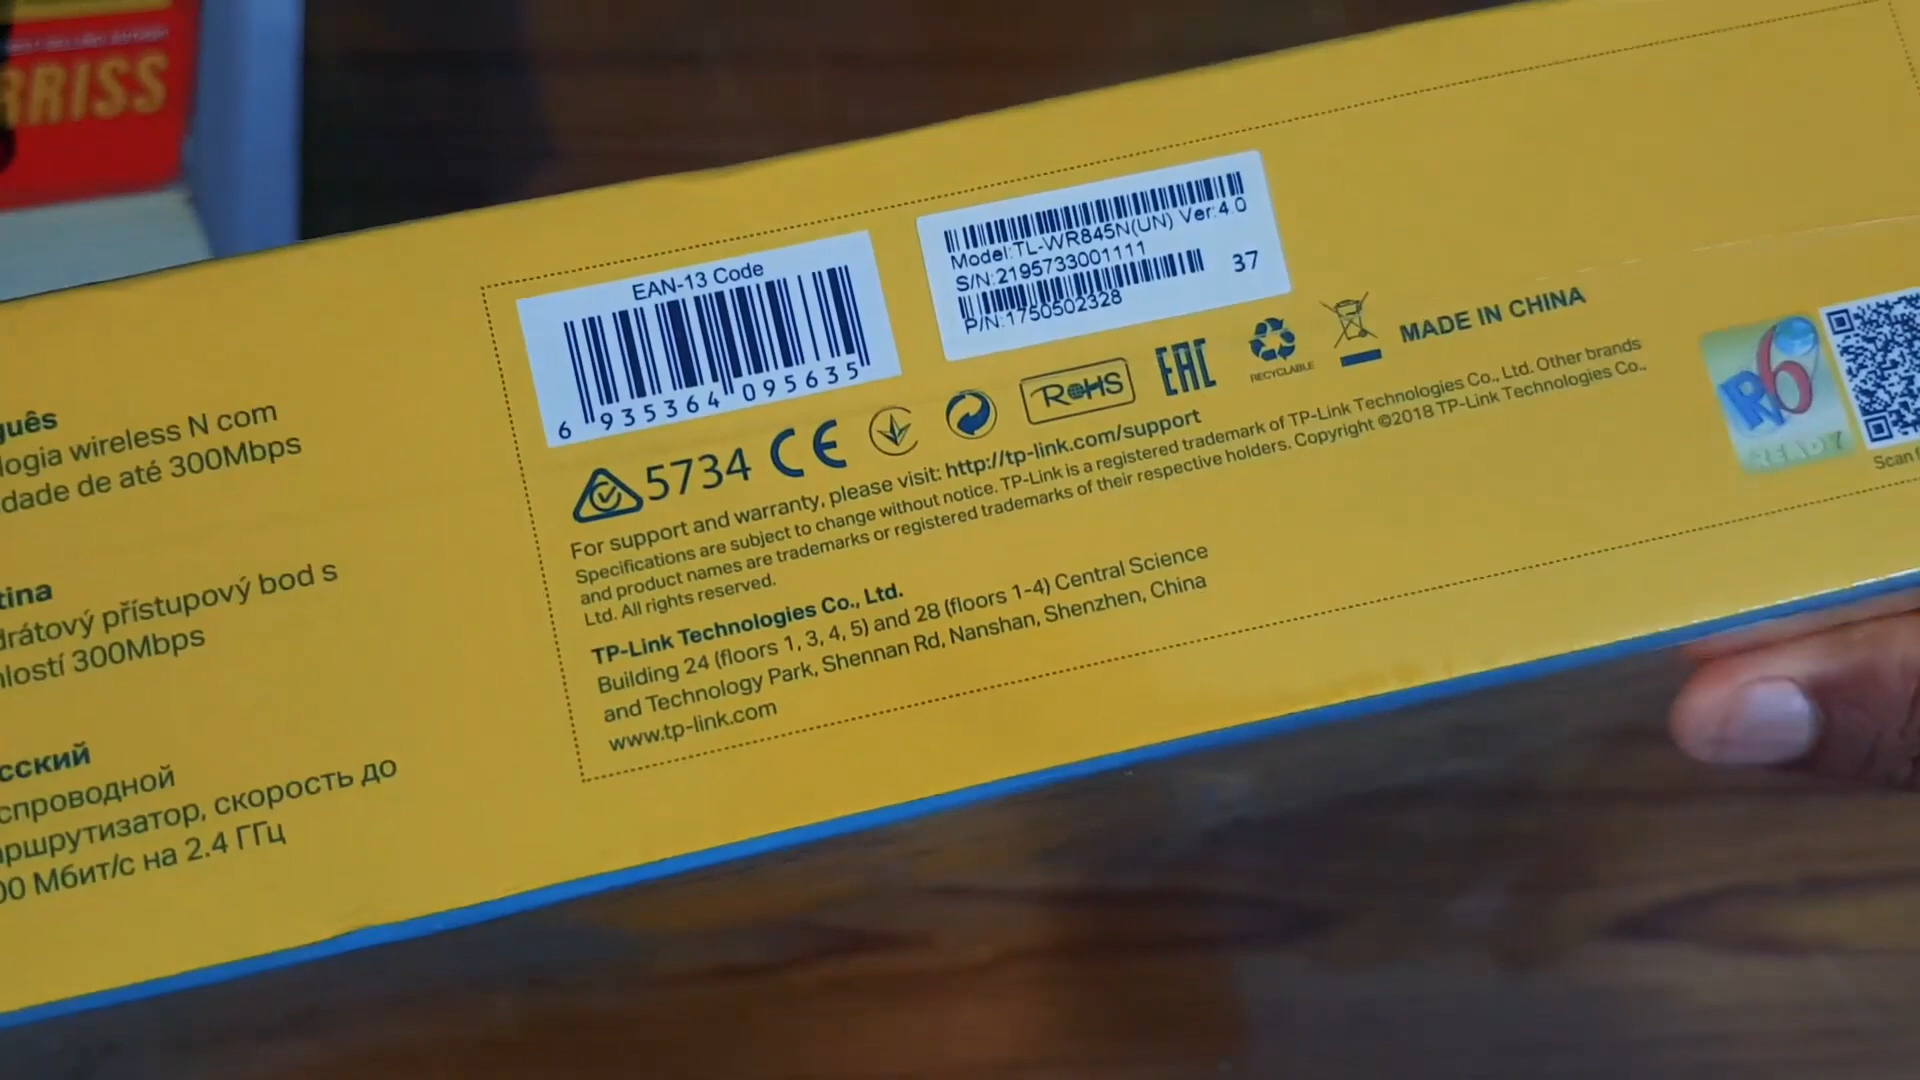 RRISS
guês
logia wireless N com
dade de até 300Mbps
tina
drátový přístupový bod s
hlostí 300Mbps
сский
спроводной
аршрутизатор, скорость до
00 Мбит/с на 2.4 ГГц
EAN-13 Code
6 935364 095635
Model:TL-WR845N(UN) Ver:4.0
S/N:2195733001111
P/N:1750502328
37
5734 CE
RoHS
EAC
RECYCLABLE
MADE IN CHINA
For support and warranty, please visit: http://tp-link.com/support
Specifications are subject to change without notice. TP-Link is a registered trademark of TP-Link Technologies Co., Ltd. Other brands
and product names are trademarks or registered trademarks of their respective holders. Copyright ©2018 TP-Link Technologies Co.,
Ltd. All rights reserved.
TP-Link Technologies Co., Ltd.
Building 24 (floors 1, 3, 4, 5) and 28 (floors 1-4) Central Science
and Technology Park, Shennan Rd, Nanshan, Shenzhen, China
www.tp-link.com
IPv6
READY
Scan